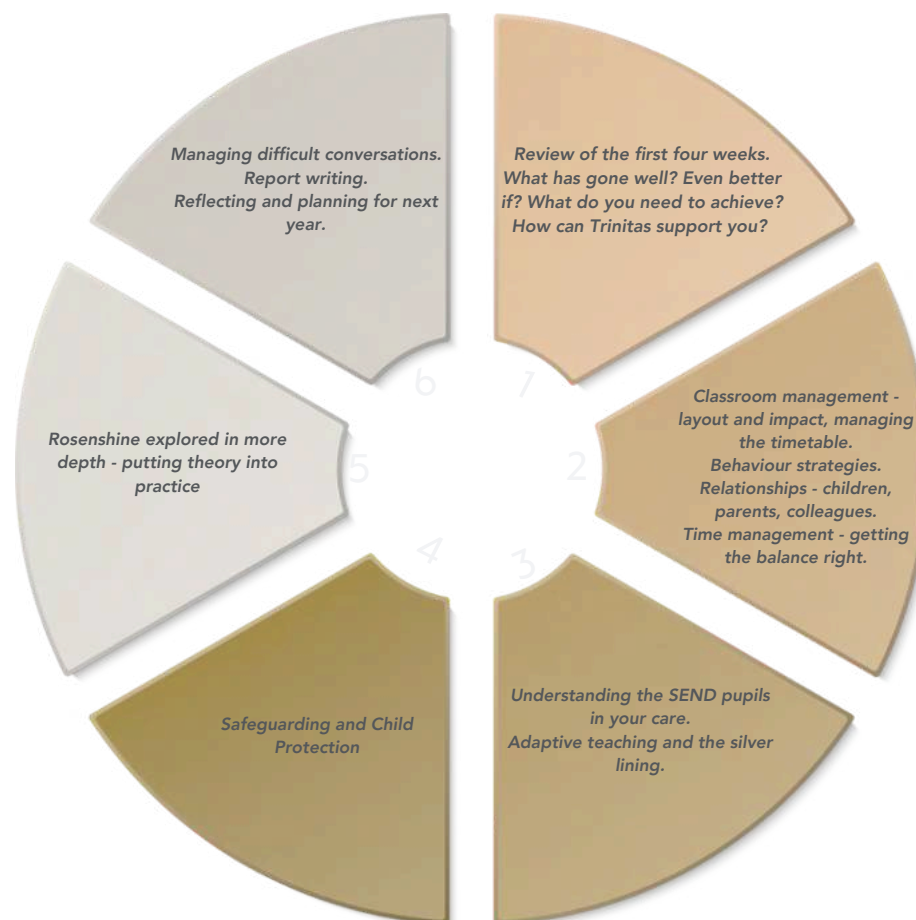 Review of the first four weeks.
What has gone well? Even better
if? What do you need to achieve?
How can Trinitas support you?
1
Classroom management -
layout and impact, managing
the timetable.
Behaviour strategies.
Relationships - children,
parents, colleagues.
Time management - getting
the balance right.
2
Understanding the SEND pupils
in your care.
Adaptive teaching and the silver
lining.
3
Safeguarding and Child
Protection
4
Rosenshine explored in more
depth - putting theory into
practice
5
Managing difficult conversations.
Report writing.
Reflecting and planning for next
year.
6